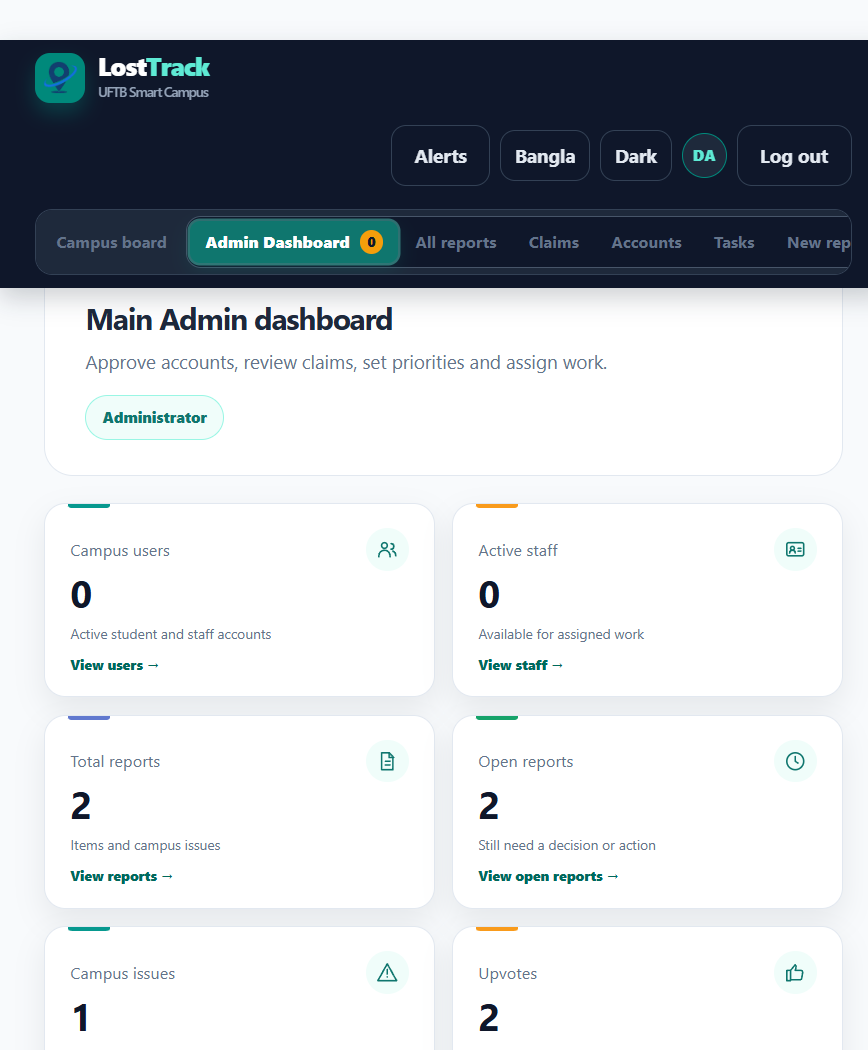 LostTrack
UFTB Smart Campus
Alerts Bangla Dark DA Log out
Campus board Admin Dashboard 0 All reports Claims Accounts Tasks New rep
Main Admin dashboard
Approve accounts, review claims, set priorities and assign work.
Administrator
Campus users
0
Active student and staff accounts
View users →
Active staff
0
Available for assigned work
View staff →
Total reports
2
Items and campus issues
View reports →
Open reports
2
Still need a decision or action
View open reports →
Campus issues
1
Upvotes
2